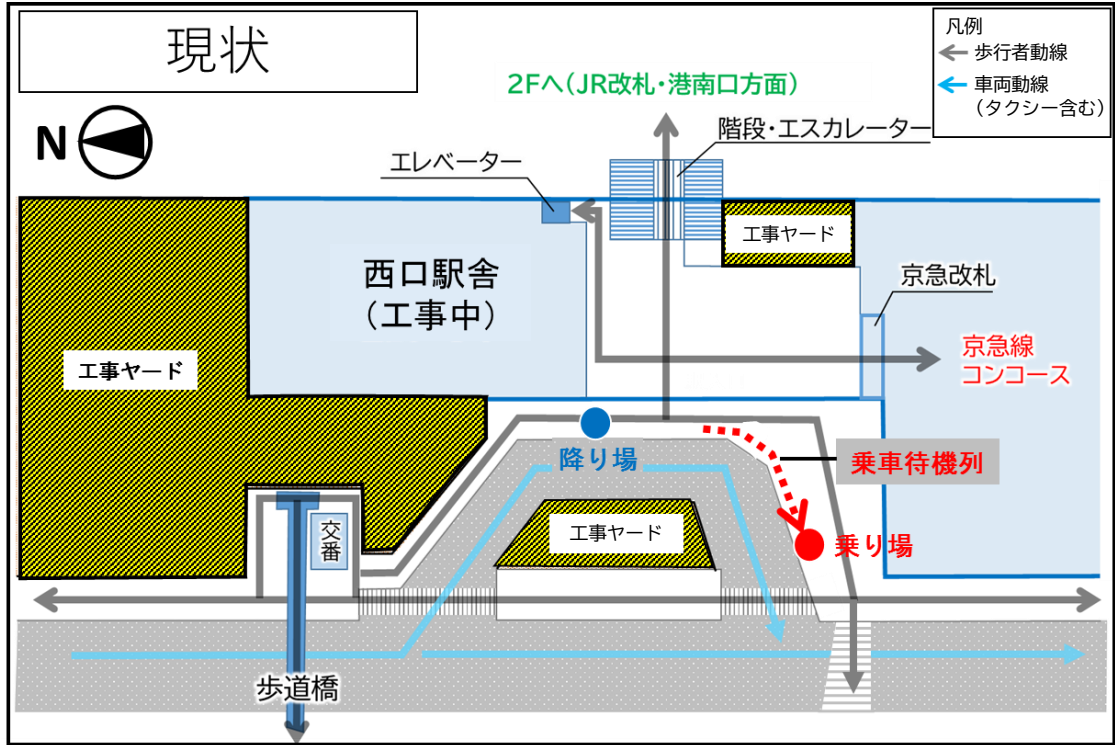 現状
凡例
歩行者動線
車両動線
（タクシー含む）
N
2Fへ（JR改札・港南口方面）
階段・エスカレーター
エレベーター
工事ヤード
西口駅舎
（工事中）
京急改札
工事ヤード
京急線
コンコース
降り場
乗車待機列
交番
工事ヤード
乗り場
歩道橋